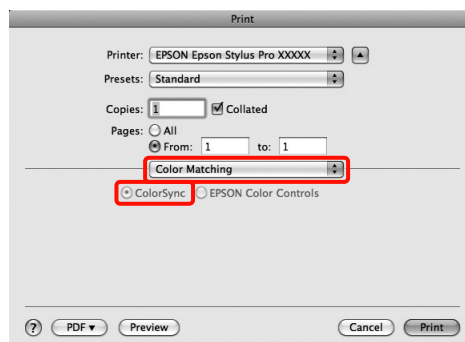 Print
Printer: EPSON Epson Stylus Pro XXXXX
Presets: Standard
Copies: 1 Collated
Pages: All
From: 1 to: 1
Color Matching
ColorSync EPSON Color Controls
? PDF▼ Preview Cancel Print